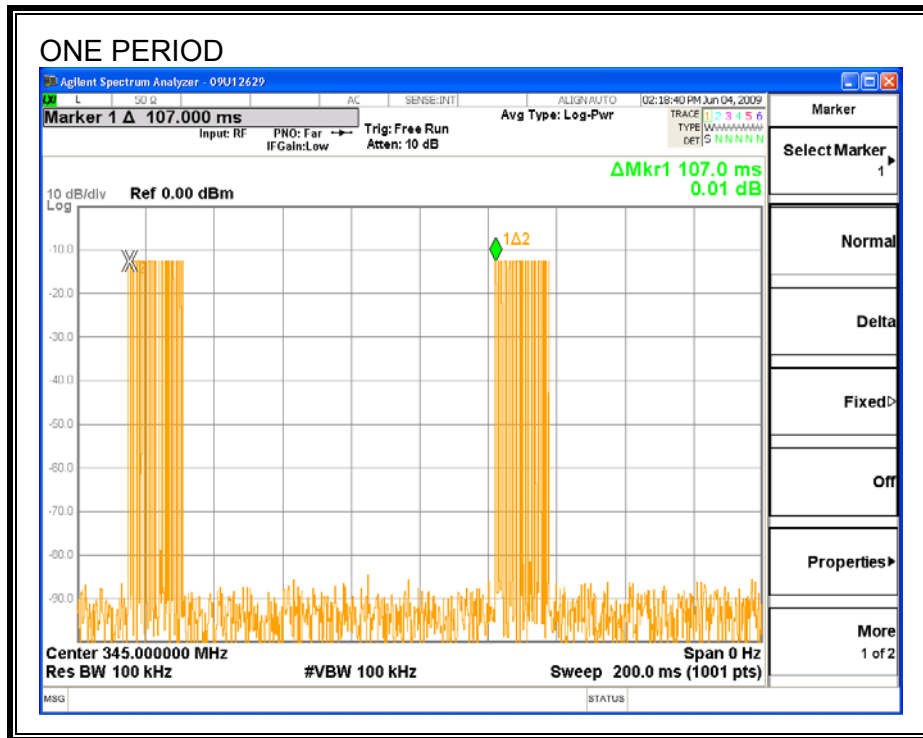 ONE PERIOD
Agilent Spectrum Analyzer - 09U12629
L 50 Ω AC SENSE:INT ALIGNAUTO 02:18:40 PM Jun 04, 2009
Marker 1 Δ 107.000 ms
Input: RF
PNO: Far
IFGain:Low
Trig: Free Run
Atten: 10 dB
Avg Type: Log-Pwr
TRACE 1 2 3 4 5 6
TYPE
DET S N N N N N
ΔMkr1 107.0 ms
0.01 dB
10 dB/div Ref 0.00 dBm
Log
1Δ2
-10.0
-20.0
-30.0
-40.0
-50.0
-60.0
-70.0
-80.0
-90.0
Center 345.000000 MHz Span 0 Hz
Res BW 100 kHz #VBW 100 kHz Sweep 200.0 ms (1001 pts)
MSG STATUS
Marker
Select Marker
1
Normal
Delta
Fixed
Off
Properties
More
1 of 2